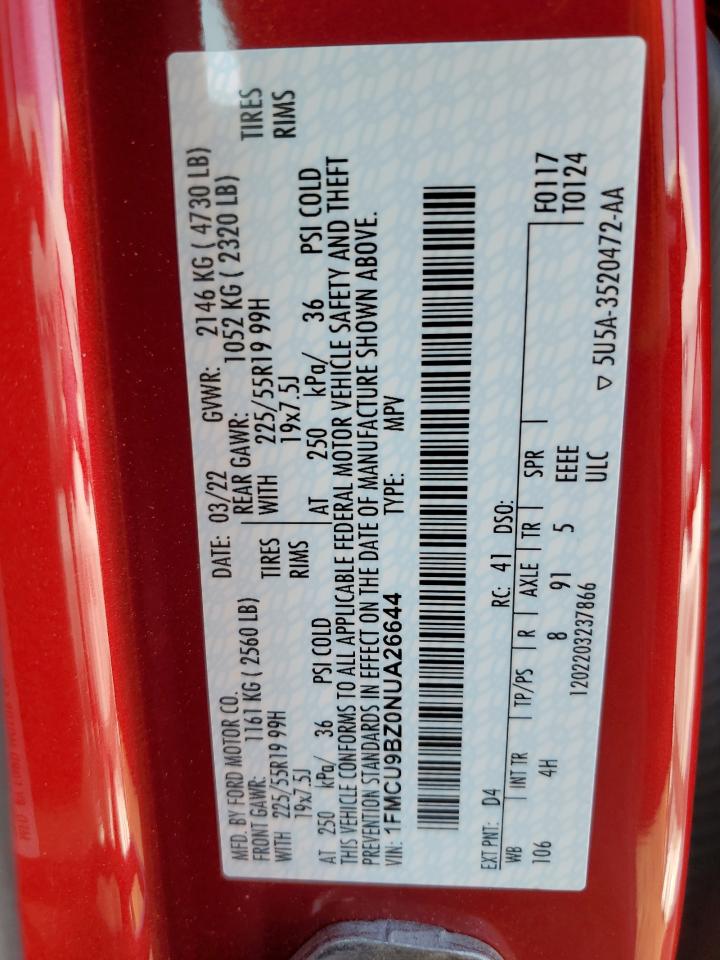 MFD. BY FORD MOTOR CO.
DATE: 03/22 GVWR: 2146 KG ( 4730 LB)
FRONT GAWR: 1161 KG ( 2560 LB) REAR GAWR: 1052 KG ( 2320 LB)
WITH 225/55R19 99H TIRES WITH 225/55R19 99H TIRES
19x7.5J RIMS 19x7.5J RIMS
AT 250 kPa/ 36 PSI COLD AT 250 kPa/ 36 PSI COLD
THIS VEHICLE CONFORMS TO ALL APPLICABLE FEDERAL MOTOR VEHICLE SAFETY AND THEFT
PREVENTION STANDARDS IN EFFECT ON THE DATE OF MANUFACTURE SHOWN ABOVE.
VIN: 1FMCU9BZ0NUA26644 TYPE: MPV
EXT PNT: D4 RC: 41 DSO:
WB INT TR TP/PS R AXLE TR SPR F0117
106 4H 8 91 5 EEEE T0124
ULC
1202203237866 ▽ 5U5A-3520472-AA